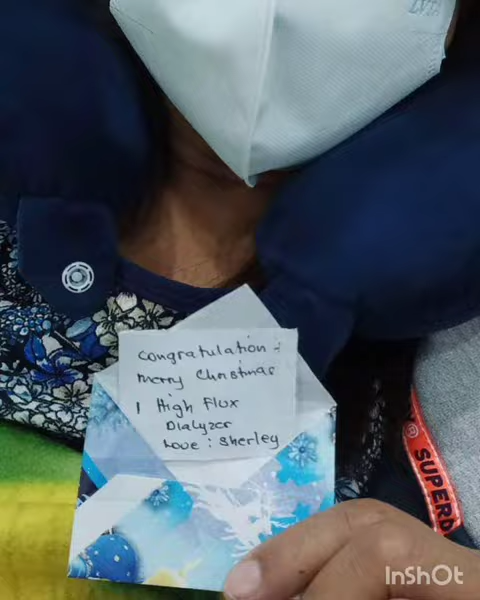 Congratulation +
merry Christmas
1 High Flux
Dialyzer
Love : Sherley
SUPERD
InShOt